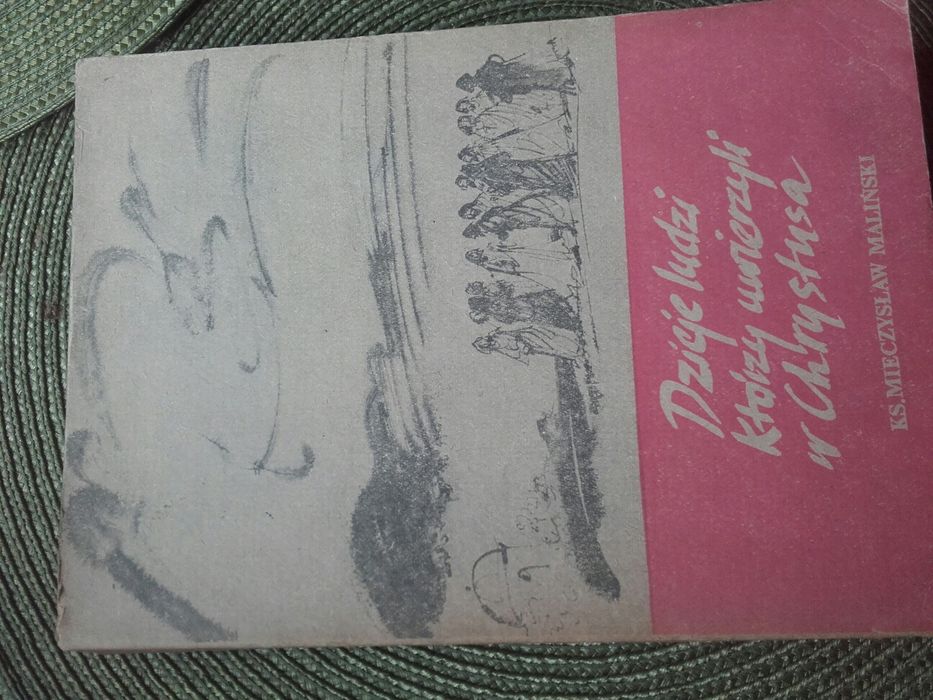 Dzieje ludzi
którzy uwierzyli
w Chrystusa
KS. MIECZYSŁAW MALIŃSKI